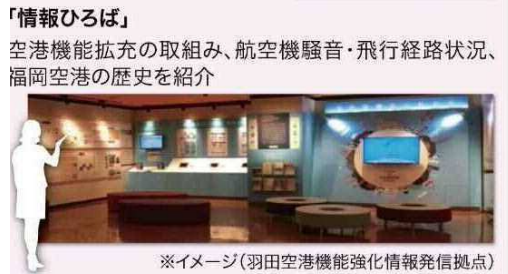 「情報ひろば」
空港機能拡充の取組み、航空機騒音・飛行経路状況、
福岡空港の歴史を紹介
※イメージ(羽田空港機能強化情報発信拠点)